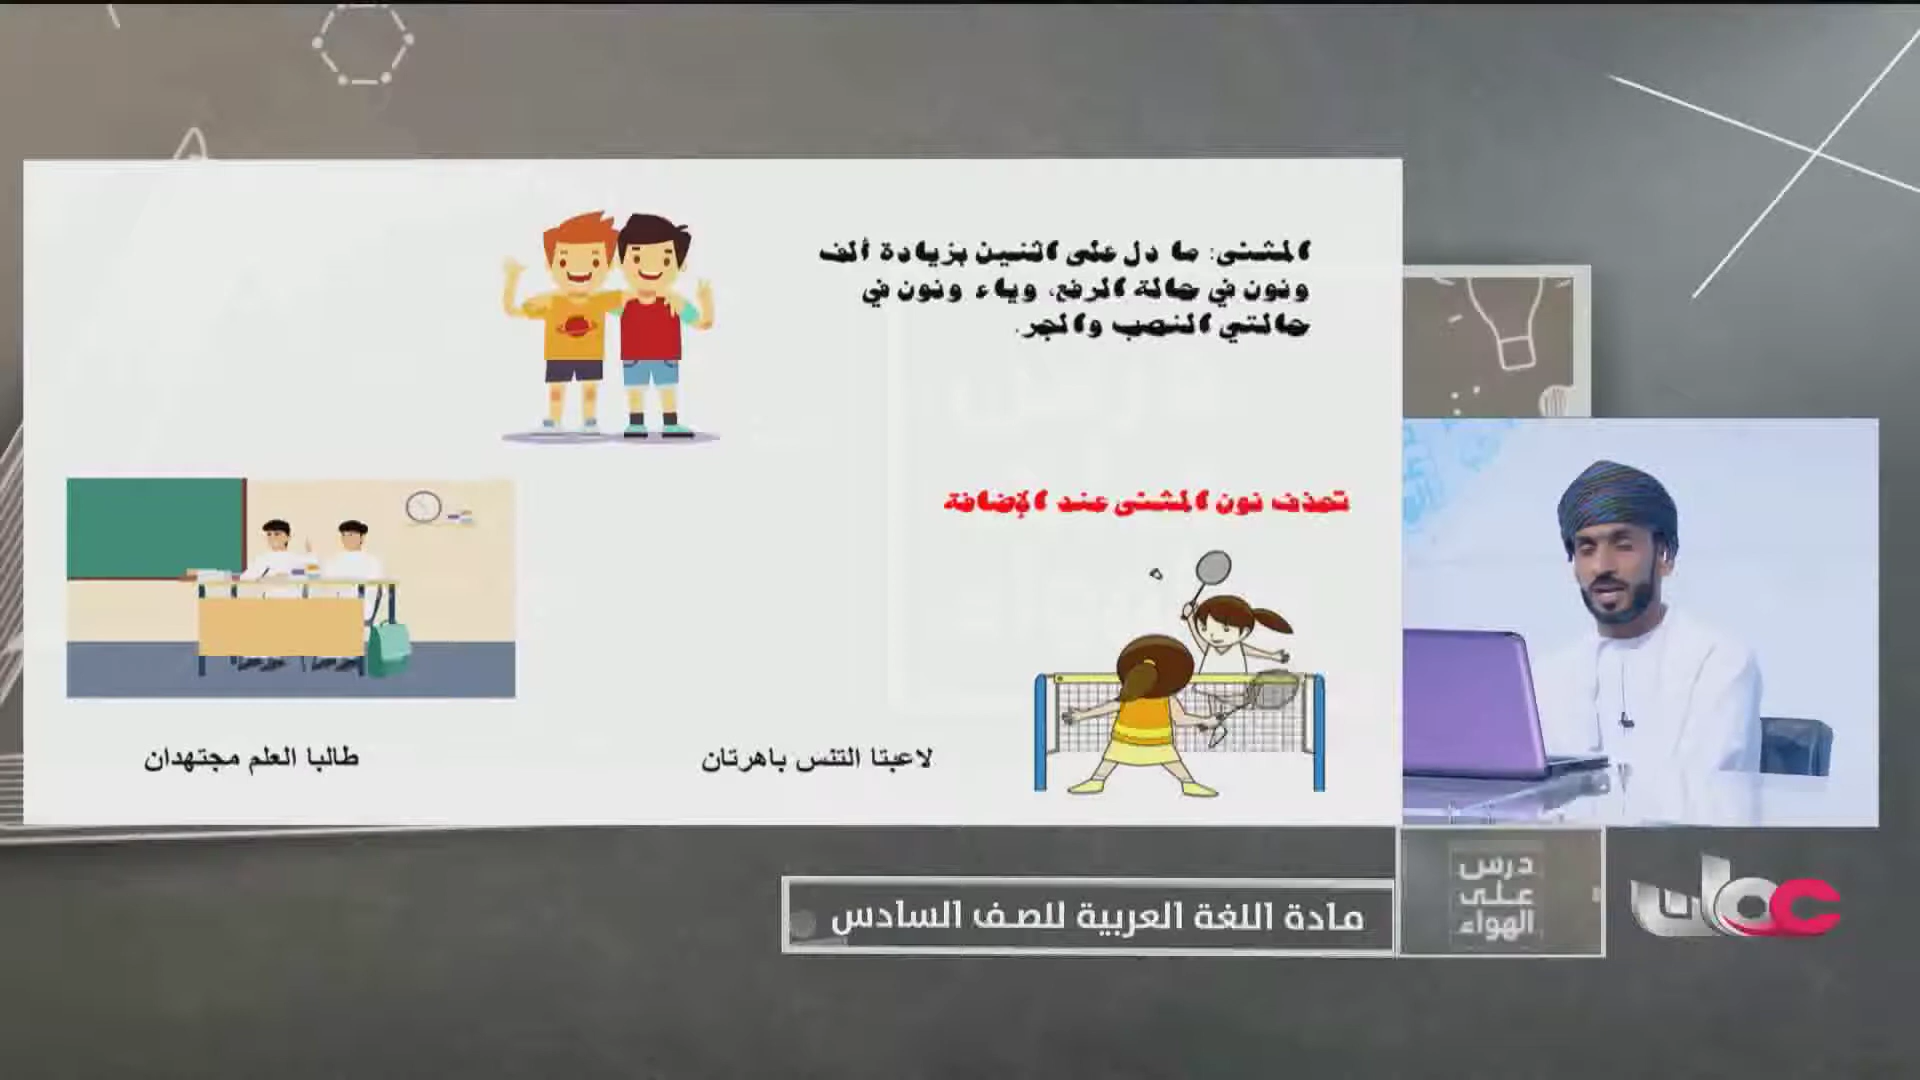 المثنى: ما دل على اثنين بزيادة ألف
ونون في حالة الرفع، وياء ونون في
حالتي النصب والجر.
تحذف نون المثنى عند الإضافة
لاعبتا التنس باهرتان
طالبا العلم مجتهدان
مادة اللغة العربية للصف السادس
درس
على
الهواء